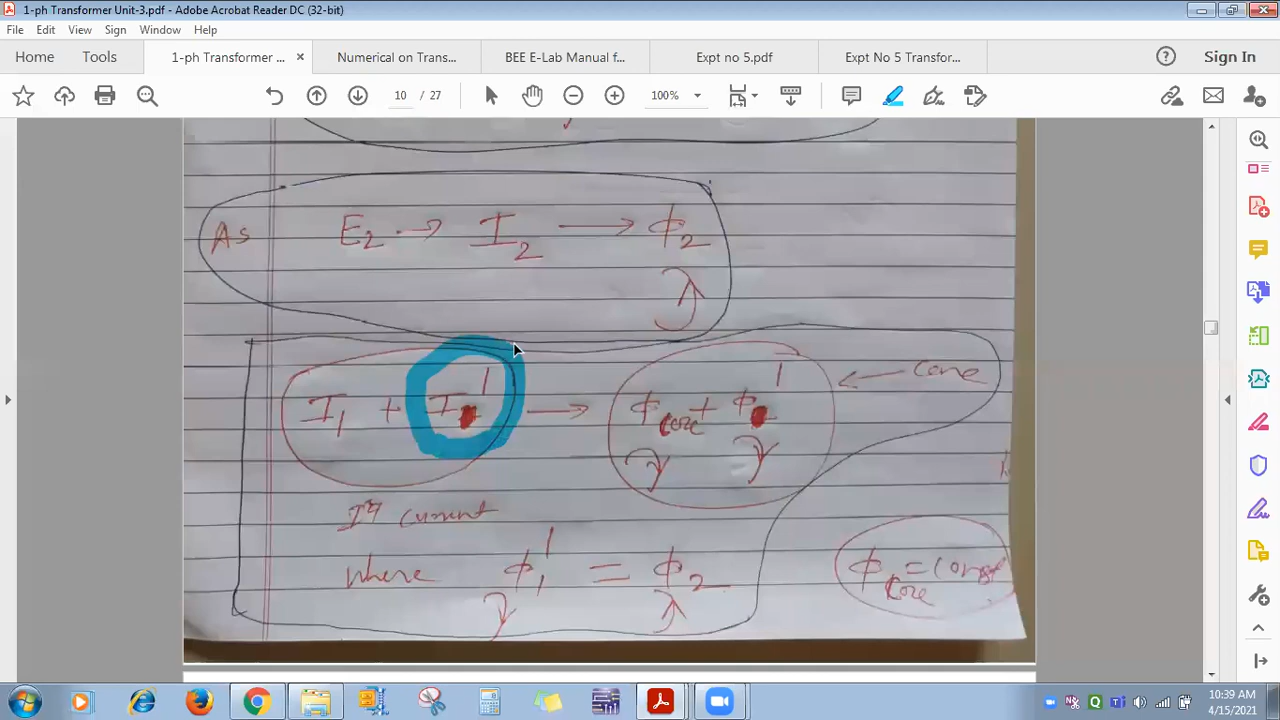 1-ph Transformer Unit-3.pdf - Adobe Acrobat Reader DC (32-bit)
File Edit View Sign Window Help
Home Tools 1-ph Transformer ... × Numerical on Trans... BEE E-Lab Manual f... Expt no 5.pdf Expt No 5 Transfor... Sign In
10 / 27 100%
As E₂ → I₂ → ϕ₂
I₁ + I' → ϕcore + ϕ' ← core
I^ry current
where ϕ₁' = ϕ₂ ϕcore = const
10:39 AM
4/15/2021